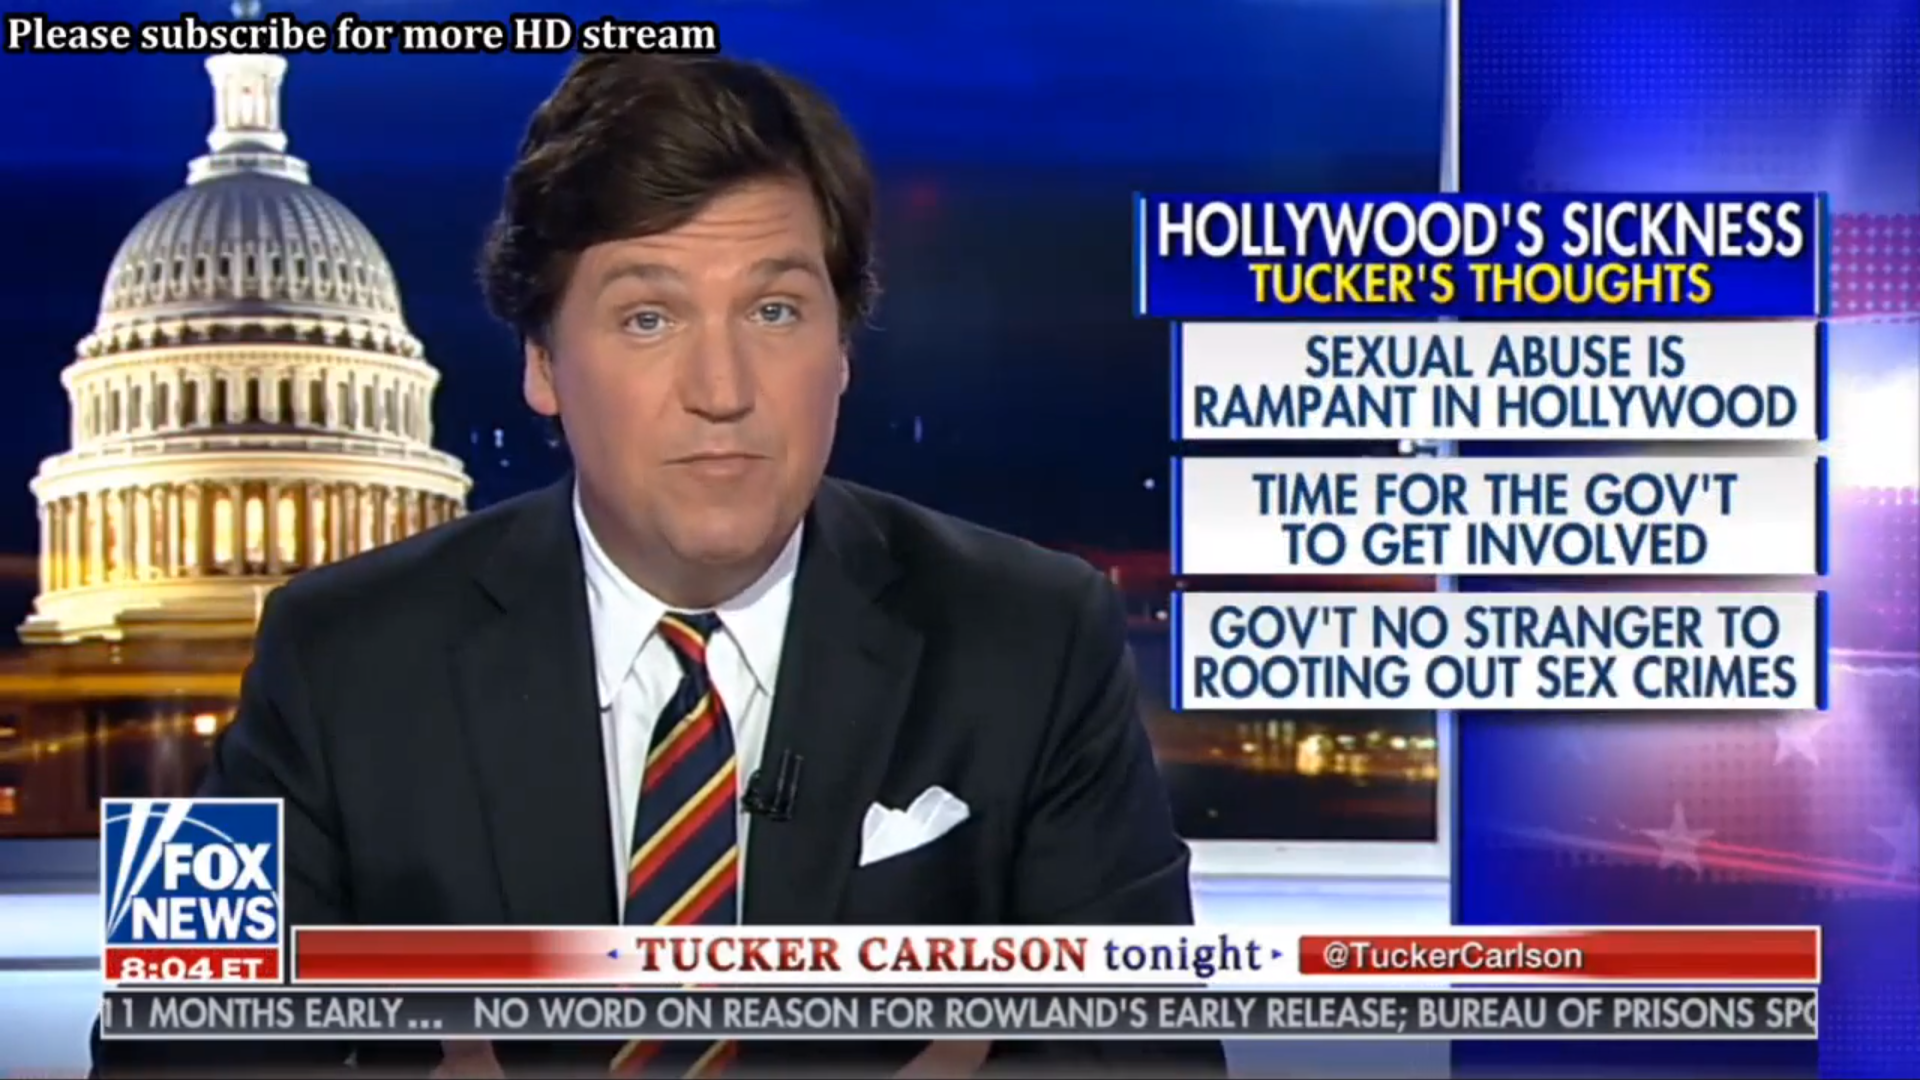 Please subscribe for more HD stream
HOLLYWOOD'S SICKNESS
TUCKER'S THOUGHTS
SEXUAL ABUSE IS
RAMPANT IN HOLLYWOOD
TIME FOR THE GOV'T
TO GET INVOLVED
GOV'T NO STRANGER TO
ROOTING OUT SEX CRIMES
FOX
NEWS
8:04 ET
TUCKER CARLSON tonight
@TuckerCarlson
11 MONTHS EARLY... NO WORD ON REASON FOR ROWLAND'S EARLY RELEASE; BUREAU OF PRISONS